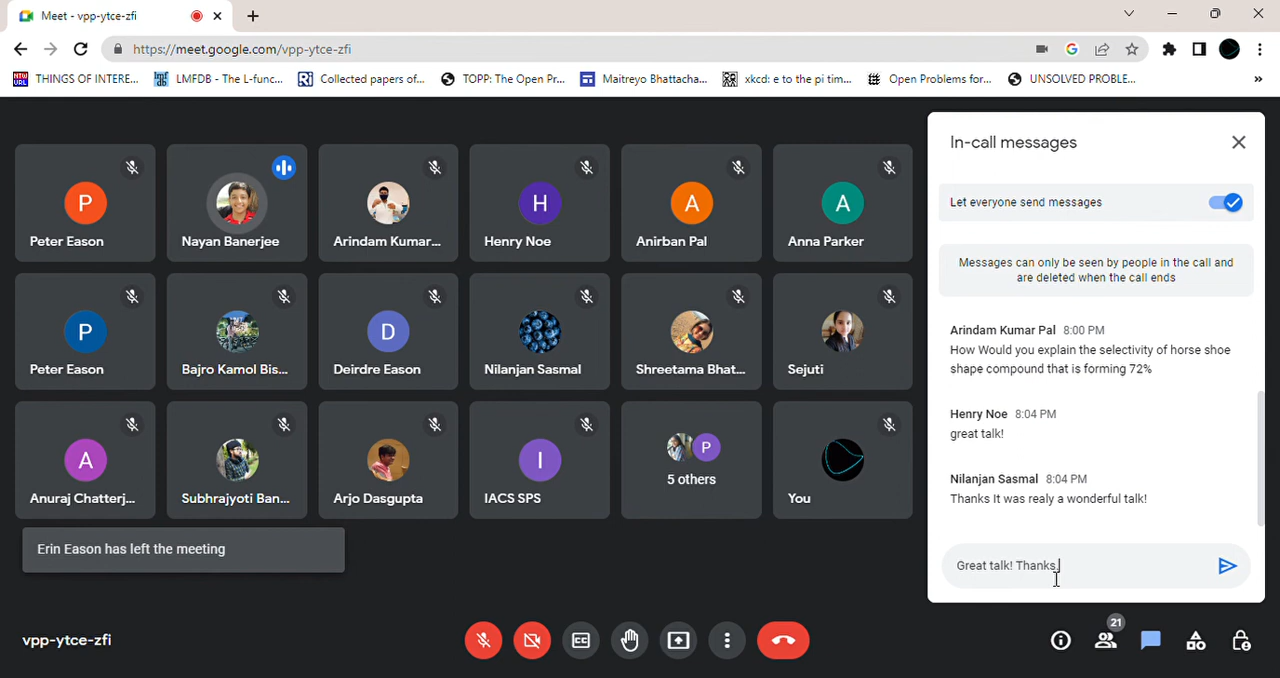 Meet - vpp-ytce-zfi
https://meet.google.com/vpp-ytce-zfi
THINGS OF INTERE... LMFDB - The L-func... Collected papers of... TOPP: The Open Pr... Maitreyo Bhattacha... xkcd: e to the pi tim... Open Problems for... UNSOLVED PROBLE... »
P
Peter Eason
Nayan Banerjee
Arindam Kumar...
H
Henry Noe
A
Anirban Pal
A
Anna Parker
P
Peter Eason
Bajro Kamol Bis...
D
Deirdre Eason
Nilanjan Sasmal
Shreetama Bhat...
Sejuti
A
Anuraj Chatterj...
Subhrajyoti Ban...
Arjo Dasgupta
I
IACS SPS
P
5 others
You
Erin Eason has left the meeting
In-call messages
Let everyone send messages
Messages can only be seen by people in the call and
are deleted when the call ends
Arindam Kumar Pal 8:00 PM
How Would you explain the selectivity of horse shoe
shape compound that is forming 72%
Henry Noe 8:04 PM
great talk!
Nilanjan Sasmal 8:04 PM
Thanks It was realy a wonderful talk!
Great talk! Thanks.
vpp-ytce-zfi
CC
21